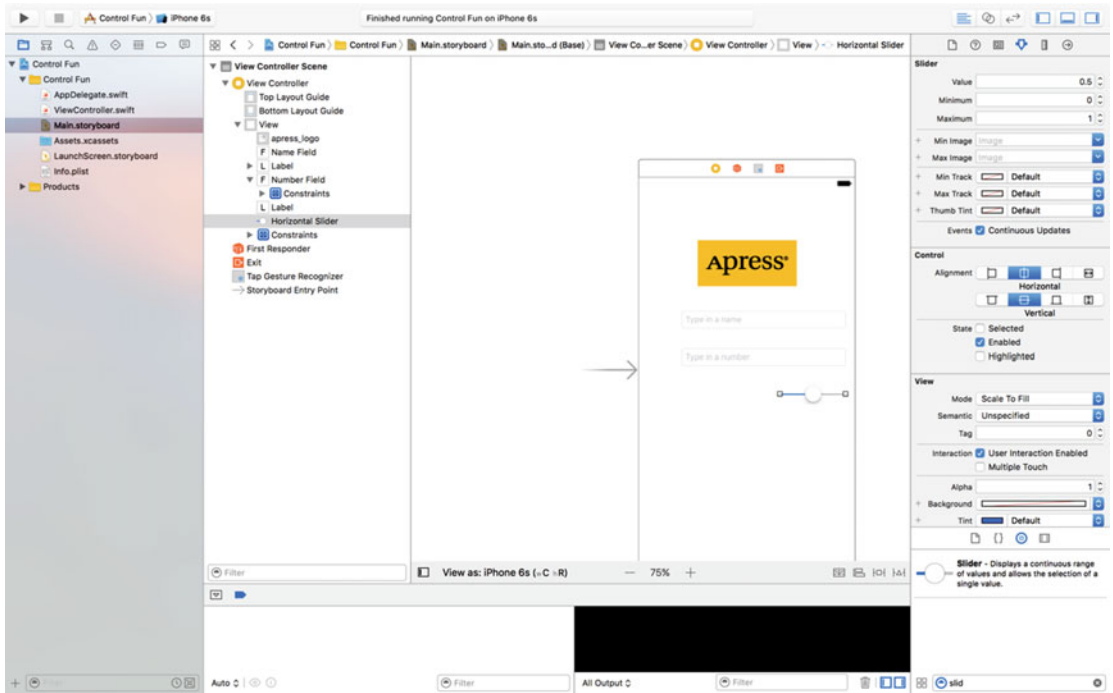 Control Fun
iPhone 6s
Finished running Control Fun on iPhone 6s
Control Fun
Control Fun
Main.storyboard
Main.sto...d (Base)
View Co...er Scene
View Controller
View
Horizontal Slider
Control Fun
Control Fun
AppDelegate.swift
ViewController.swift
Main.storyboard
Assets.xcassets
LaunchScreen.storyboard
Info.plist
Products
View Controller Scene
View Controller
Top Layout Guide
Bottom Layout Guide
View
apress_logo
F Name Field
L Label
F Number Field
Constraints
L Label
Horizontal Slider
Constraints
First Responder
Exit
Tap Gesture Recognizer
Storyboard Entry Point
Apress®
Type in a name
Type in a number
Slider
Value 0.5
Minimum 0
Maximum 1
Min Image Image
Max Image Image
Min Track Default
Max Track Default
Thumb Tint Default
Events Continuous Updates
Control
Alignment
Horizontal
Vertical
State Selected
Enabled
Highlighted
View
Mode Scale To Fill
Semantic Unspecified
Tag 0
Interaction User Interaction Enabled
Multiple Touch
Alpha 1
Background
Tint Default
Filter
View as: iPhone 6s (wC hR)
75%
Slider - Displays a continuous range
of values and allows the selection of a
single value.
Filter
Auto
Filter
All Output
Filter
slid